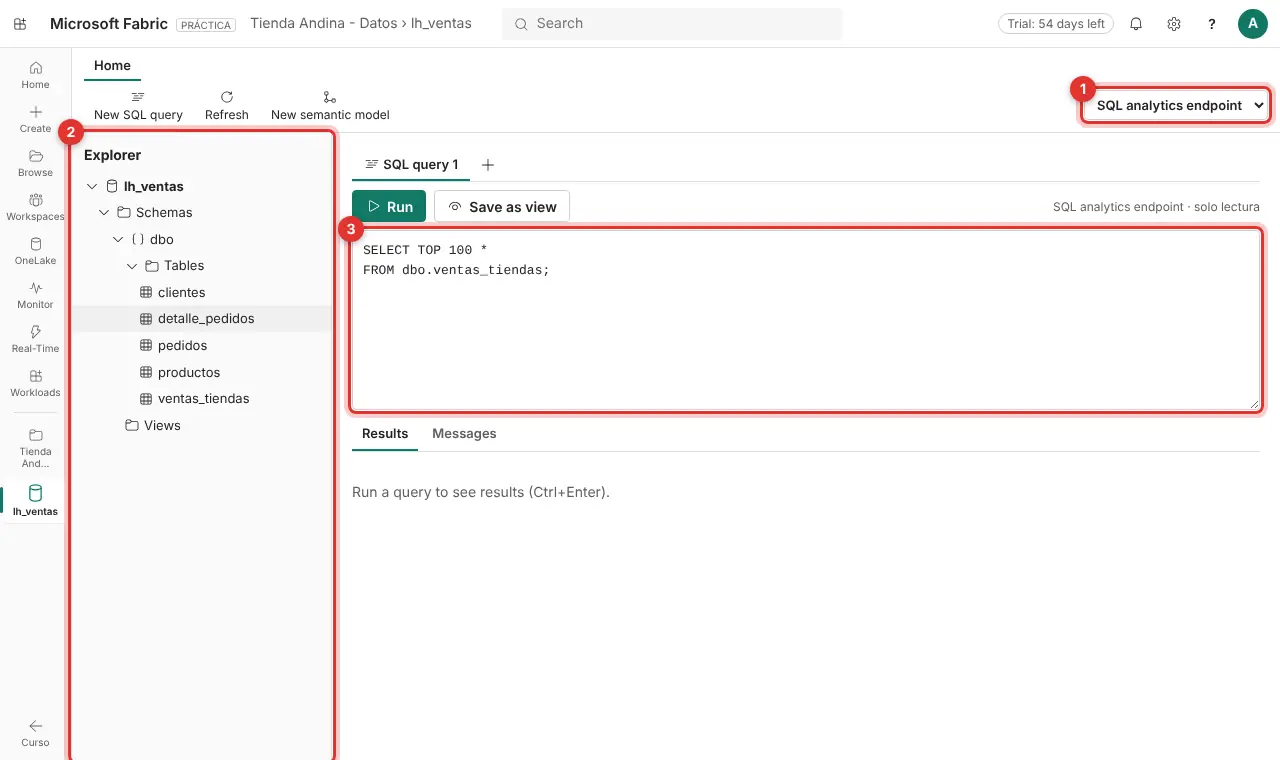 Microsoft Fabric PRÁCTICA Tienda Andina - Datos › lh_ventas Search Trial: 54 days left ? A
Home
Create
Browse
Workspaces
OneLake
Monitor
Real-Time
Workloads
Tienda
And...
lh_ventas
Curso
Home
New SQL query Refresh New semantic model
1
SQL analytics endpoint
2
Explorer
lh_ventas
Schemas
dbo
Tables
clientes
detalle_pedidos
pedidos
productos
ventas_tiendas
Views
SQL query 1
Run Save as view SQL analytics endpoint · solo lectura
3
SELECT TOP 100 *
FROM dbo.ventas_tiendas;
Results Messages
Run a query to see results (Ctrl+Enter).